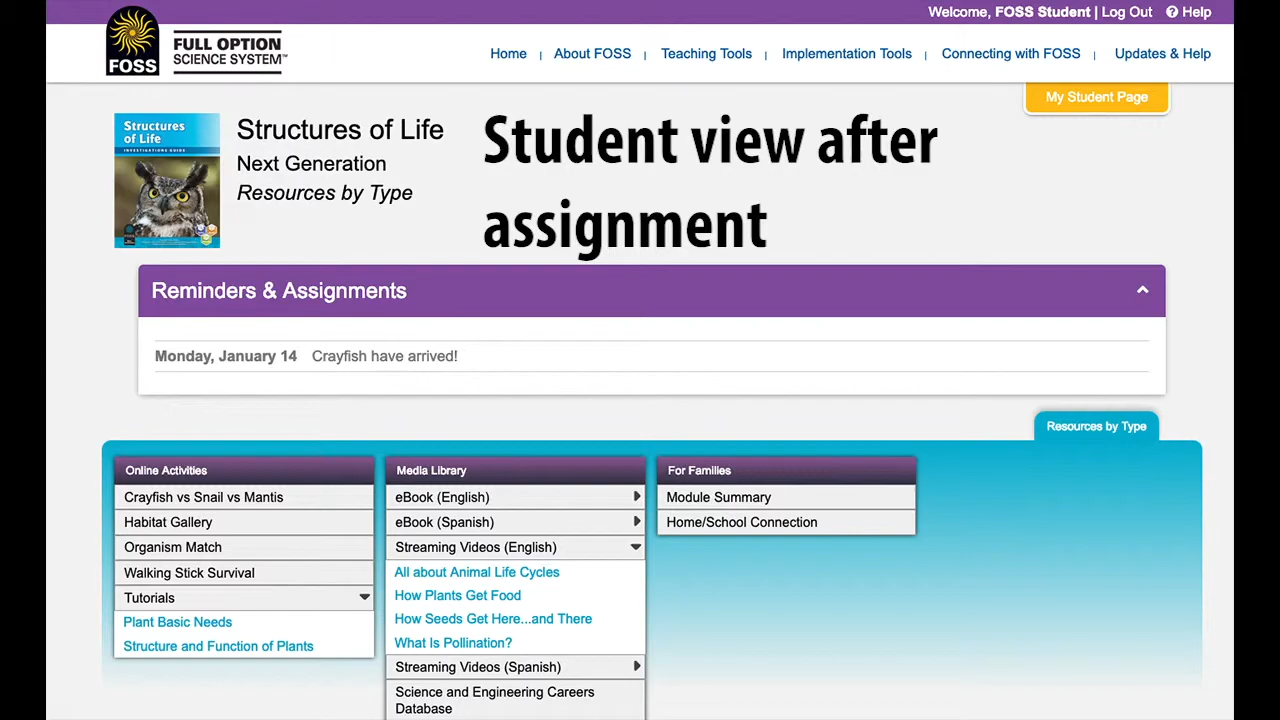 Welcome, FOSS Student | Log Out ? Help
FOSS
FULL OPTION
SCIENCE SYSTEM™
Home | About FOSS | Teaching Tools | Implementation Tools | Connecting with FOSS | Updates & Help
My Student Page
Structures
of Life
INVESTIGATIONS GUIDE
Structures of Life
Next Generation
Resources by Type
Student view after
assignment
Reminders & Assignments
Monday, January 14 Crayfish have arrived!
Resources by Type
Online Activities
Crayfish vs Snail vs Mantis
Habitat Gallery
Organism Match
Walking Stick Survival
Tutorials
Plant Basic Needs
Structure and Function of Plants
Media Library
eBook (English)
eBook (Spanish)
Streaming Videos (English)
All about Animal Life Cycles
How Plants Get Food
How Seeds Get Here...and There
What Is Pollination?
Streaming Videos (Spanish)
Science and Engineering Careers
Database
For Families
Module Summary
Home/School Connection